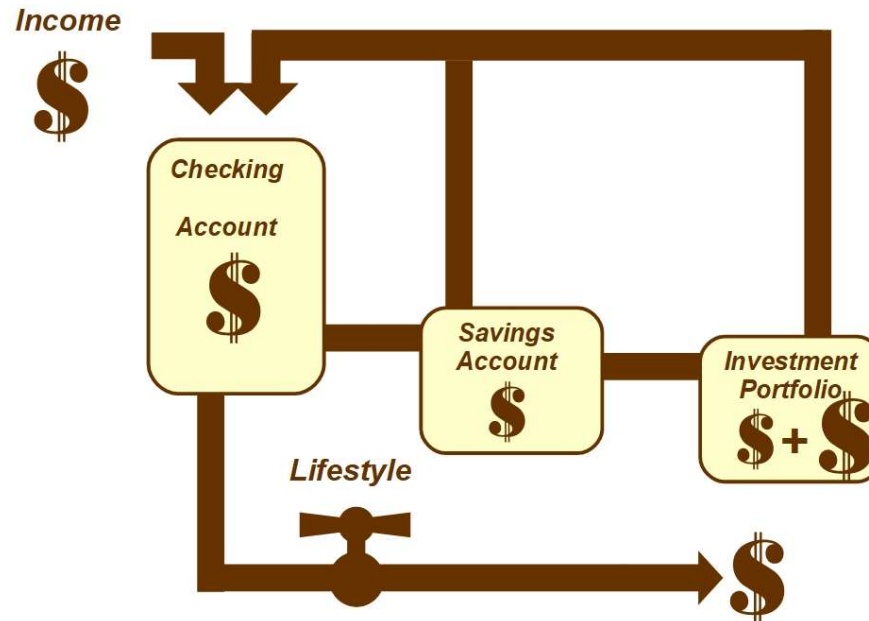 Income
$
Checking
Account
$
Savings
Account
$
Investment
Portfolio
$ + $
Lifestyle
$